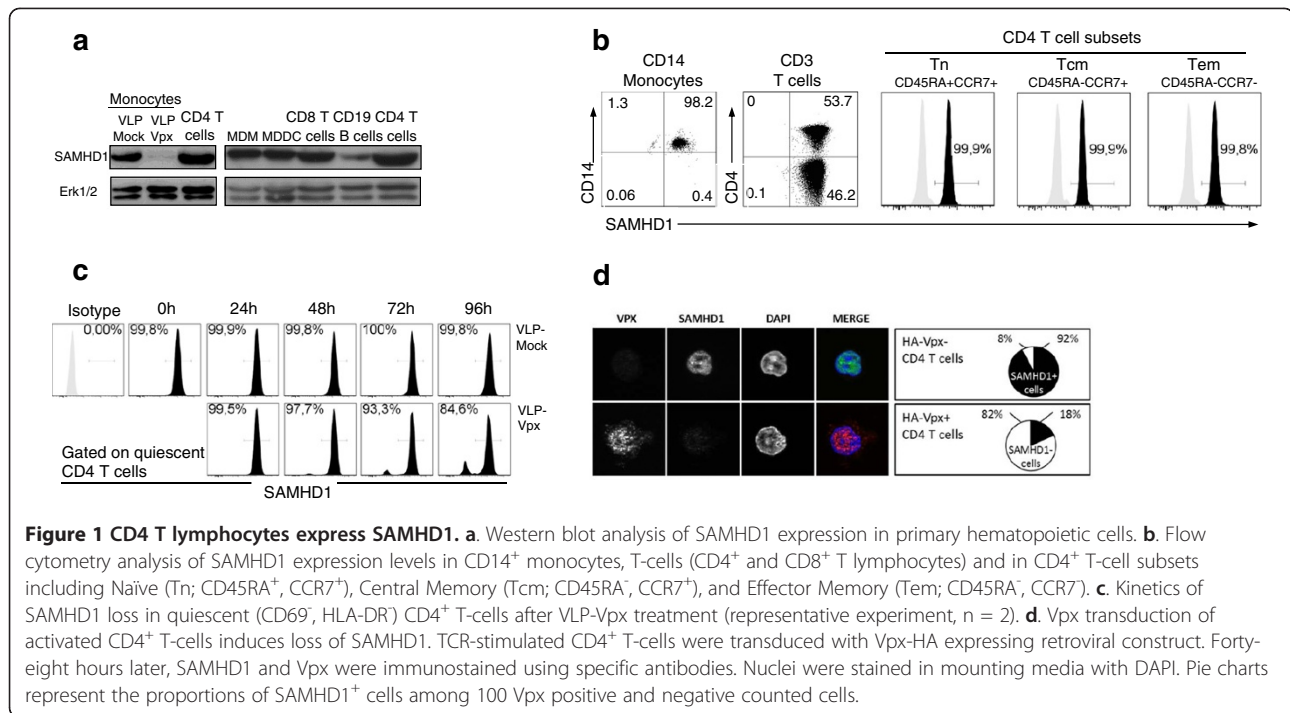 a
Monocytes
VLP Mock VLP Vpx CD4 T cells
MDM MDDC CD8 T cells CD19 B cells CD4 T cells
SAMHD1
Erk1/2
b
CD14 Monocytes
CD3 T cells
CD4 T cell subsets
Tn CD45RA+CCR7+
Tcm CD45RA-CCR7+
Tem CD45RA-CCR7-
1.3 98.2
0.06 0.4
CD14
0 53.7
0.1 46.2
CD4
99,9%
99,9%
99,8%
SAMHD1
c
Isotype 0h 24h 48h 72h 96h
0,00% 99,8% 99,9% 99,8% 100% 99,8%
VLP-Mock
99,5% 97,7% 93,3% 84,6%
VLP-Vpx
Gated on quiescent
CD4 T cells
SAMHD1
d
VPX SAMHD1 DAPI MERGE
HA-Vpx-
CD4 T cells
8% 92%
SAMHD1+
cells
HA-Vpx+
CD4 T cells
82% 18%
SAMHD1-
cells
Figure 1 CD4 T lymphocytes express SAMHD1. a. Western blot analysis of SAMHD1 expression in primary hematopoietic cells. b. Flow
cytometry analysis of SAMHD1 expression levels in CD14⁺ monocytes, T-cells (CD4⁺ and CD8⁺ T lymphocytes) and in CD4⁺ T-cell subsets
including Naïve (Tn; CD45RA⁺, CCR7⁺), Central Memory (Tcm; CD45RA⁻, CCR7⁺), and Effector Memory (Tem; CD45RA⁻, CCR7⁻). c. Kinetics of
SAMHD1 loss in quiescent (CD69⁻, HLA-DR⁻) CD4⁺ T-cells after VLP-Vpx treatment (representative experiment, n = 2). d. Vpx transduction of
activated CD4⁺ T-cells induces loss of SAMHD1. TCR-stimulated CD4⁺ T-cells were transduced with Vpx-HA expressing retroviral construct. Forty-
eight hours later, SAMHD1 and Vpx were immunostained using specific antibodies. Nuclei were stained in mounting media with DAPI. Pie charts
represent the proportions of SAMHD1⁺ cells among 100 Vpx positive and negative counted cells.